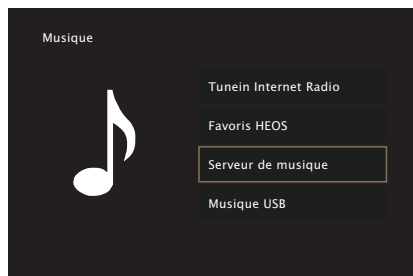 Musique
Tunein Internet Radio
Favoris HEOS
Serveur de musique
Musique USB